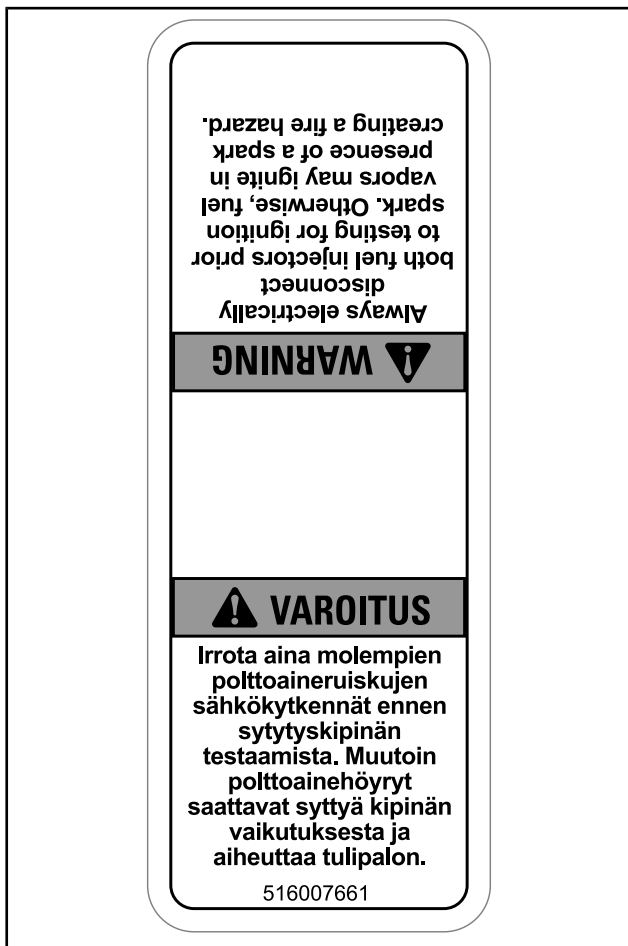 WARNING
Always electrically
disconnect
both fuel injectors prior
to testing for ignition
spark. Otherwise, fuel
vapors may ignite in
presence of a spark
creating a fire hazard.
VAROITUS
Irrota aina molempien
polttoaineruiskujen
sähkökytkennät ennen
sytytyskipinän
testaamista. Muutoin
polttoainehöyryt
saattavat syttyä kipinän
vaikutuksesta ja
aiheuttaa tulipalon.
516007661